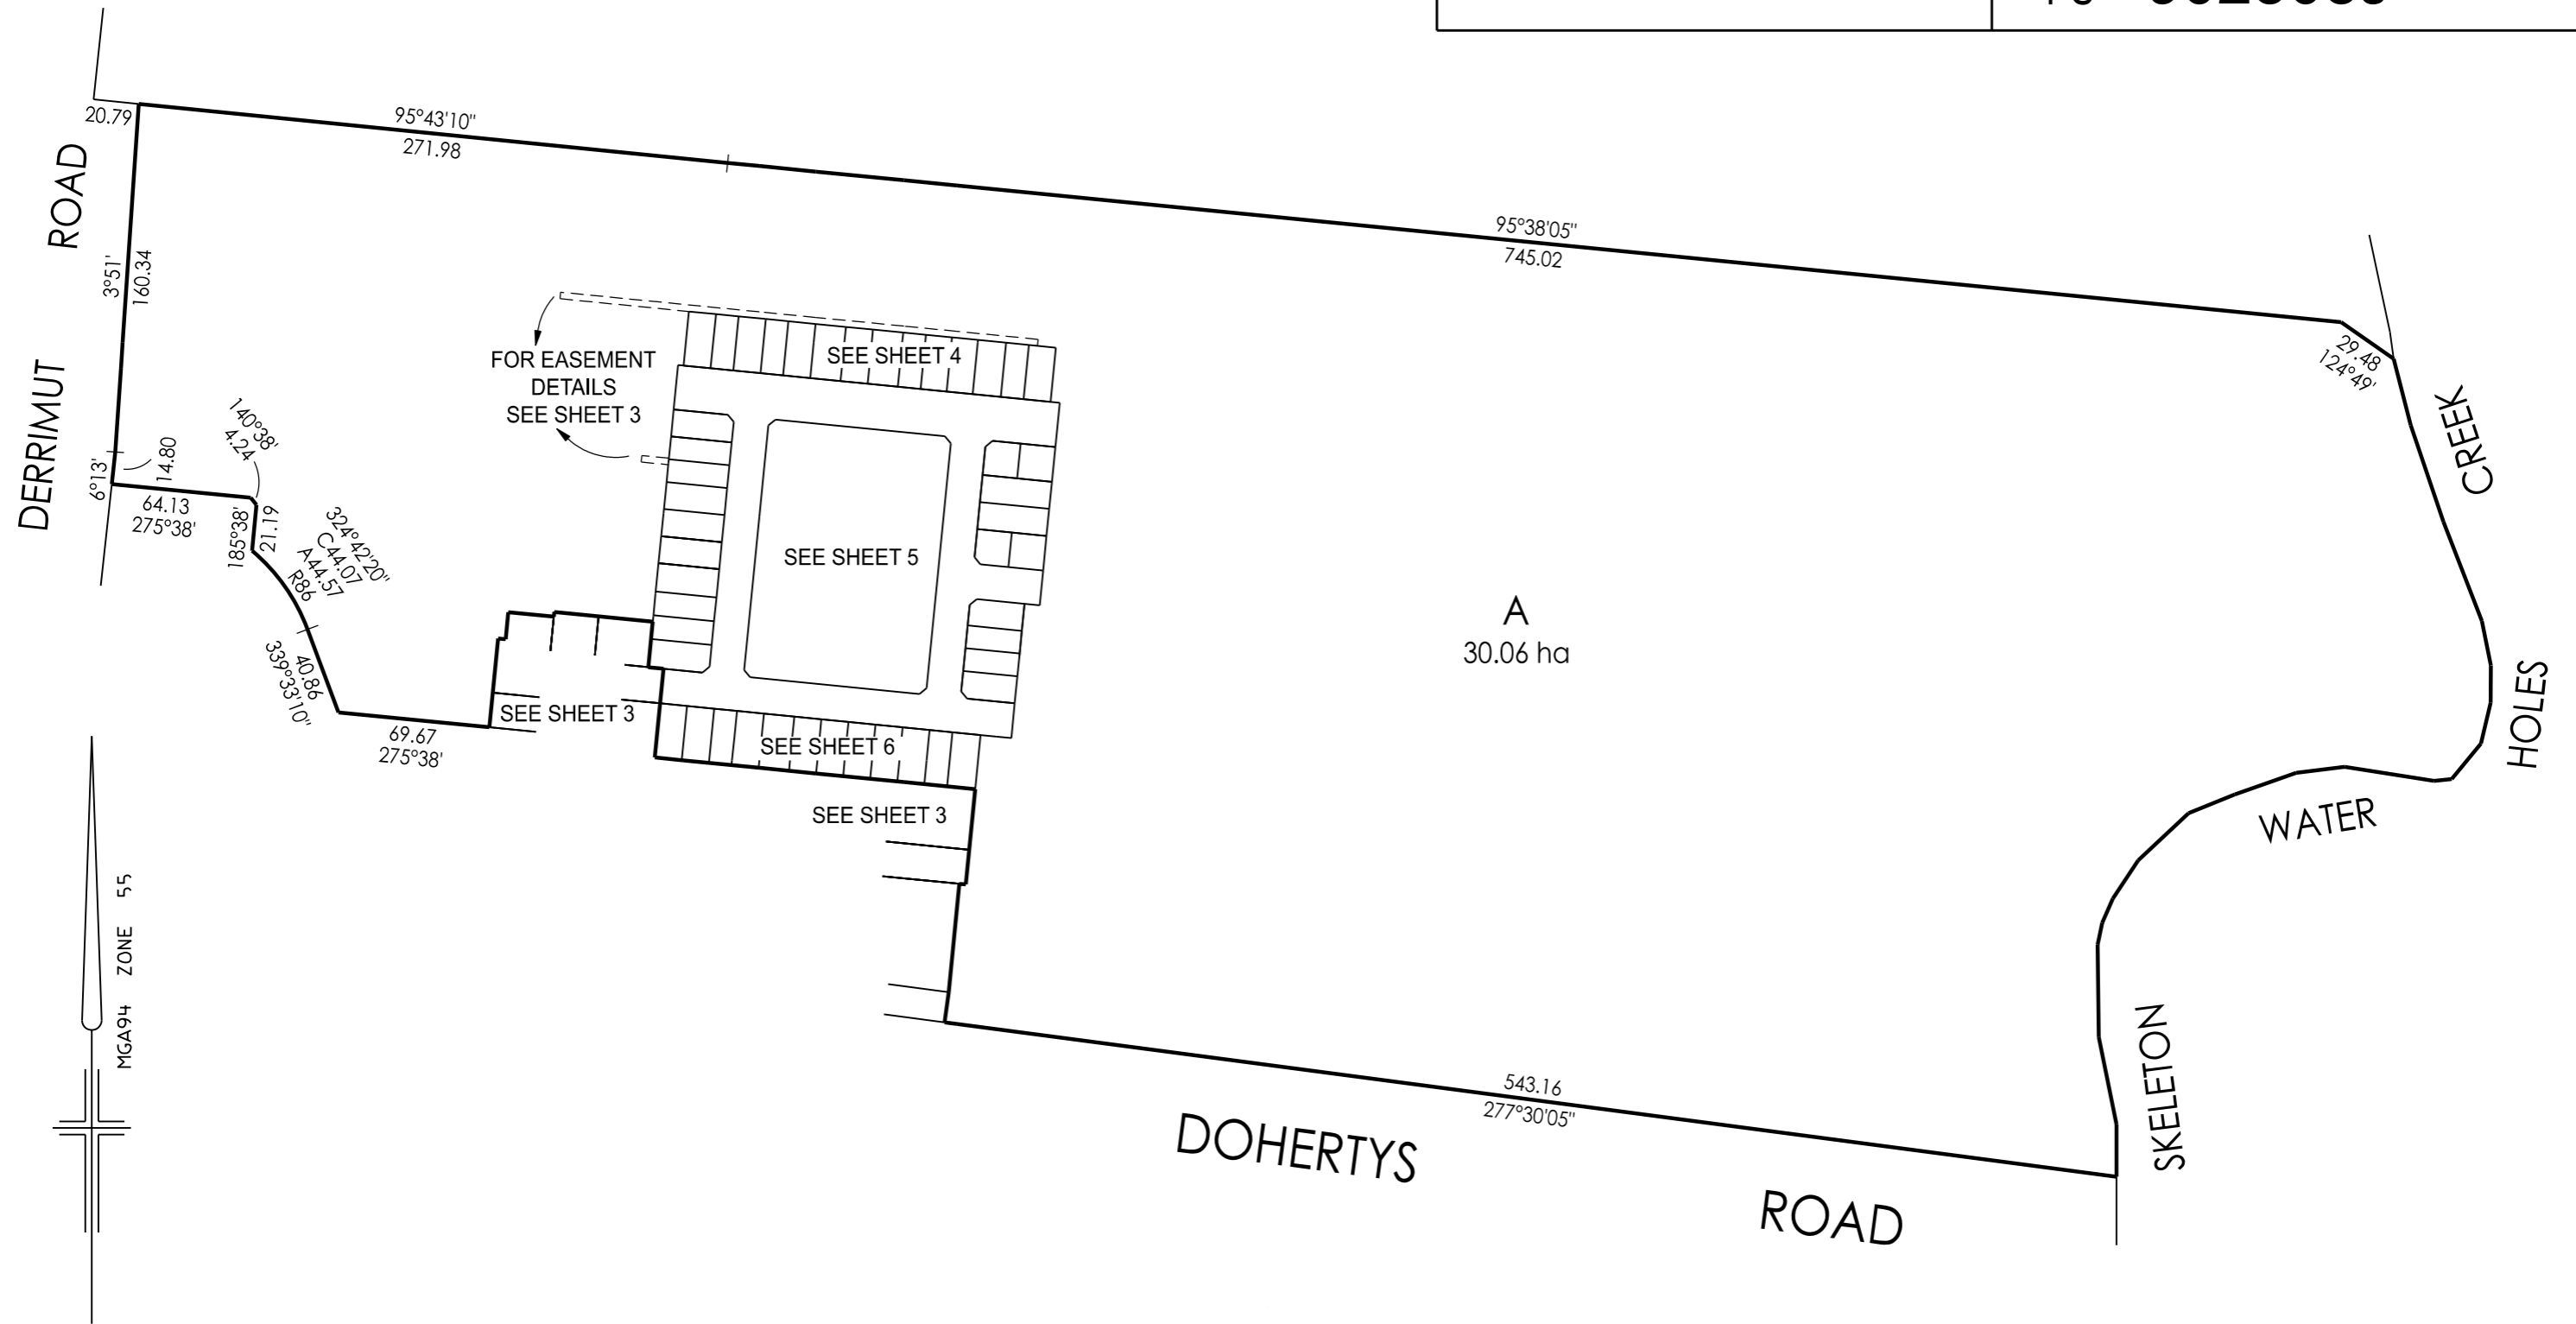 20.79
95°43'10"
271.98
95°38'05"
745.02
ROAD
3°51'
160.34
DERRIMUT
FOR EASEMENT
DETAILS
SEE SHEET 3
SEE SHEET 4
29.48
124°49'
CREEK
140°38'
4.24
14.80
6°13'
64.13
275°38'
185°38'
21.19
324°42'20"
C44.07
A44.57
R86
SEE SHEET 5
A
30.06 ha
40.86
339°33'10"
69.67
275°38'
SEE SHEET 3
SEE SHEET 6
SEE SHEET 3
HOLES
WATER
SKELETON
MGA94 ZONE 55
543.16
277°30'05"
DOHERTYS
ROAD